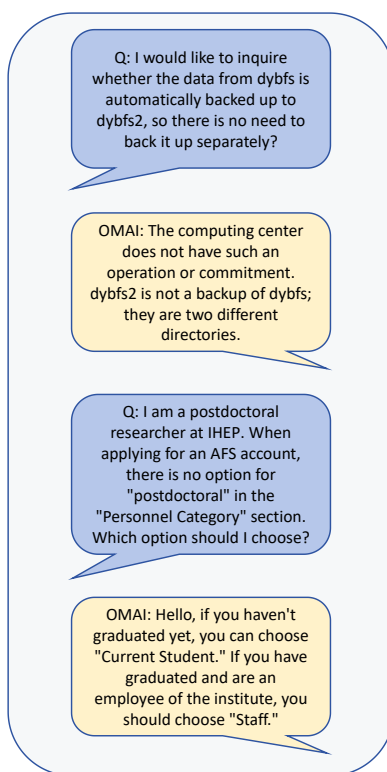 Q: I would like to inquire
whether the data from dybfs is
automatically backed up to
dybfs2, so there is no need to
back it up separately?
OMAI: The computing center
does not have such an
operation or commitment.
dybfs2 is not a backup of dybfs;
they are two different
directories.
Q: I am a postdoctoral
researcher at IHEP. When
applying for an AFS account,
there is no option for
"postdoctoral" in the
"Personnel Category" section.
Which option should I choose?
OMAI: Hello, if you haven't
graduated yet, you can choose
"Current Student." If you have
graduated and are an
employee of the institute, you
should choose "Staff."